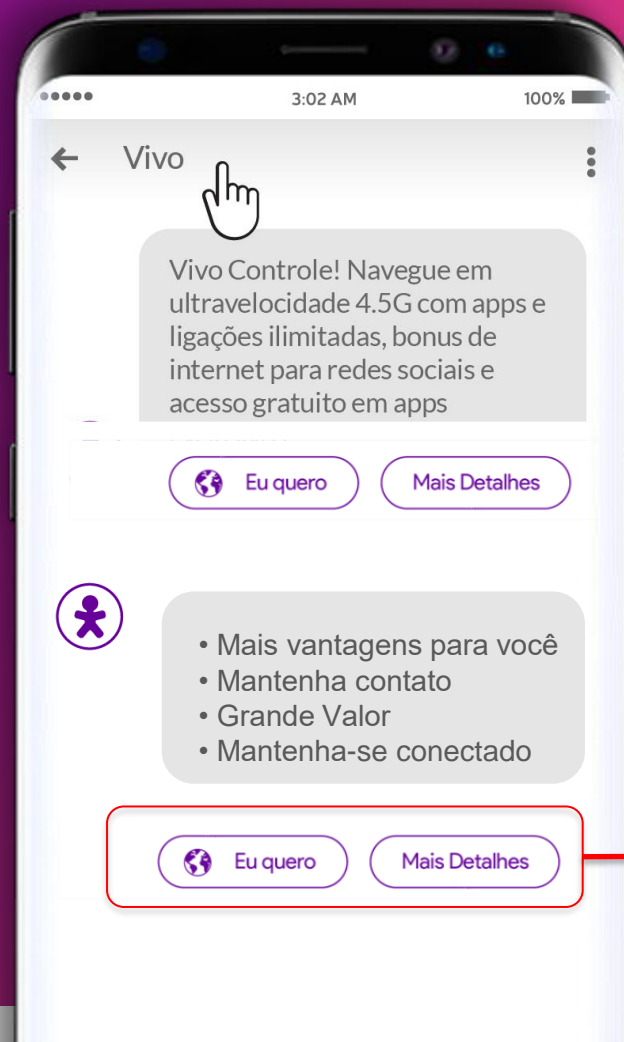 3:02 AM 100%
Vivo
Vivo Controle! Navegue em
ultravelocidade 4.5G com apps e
ligações ilimitadas, bonus de
internet para redes sociais e
acesso gratuito em apps
Eu quero Mais Detalhes
• Mais vantagens para você
• Mantenha contato
• Grande Valor
• Mantenha-se conectado
Eu quero Mais Detalhes